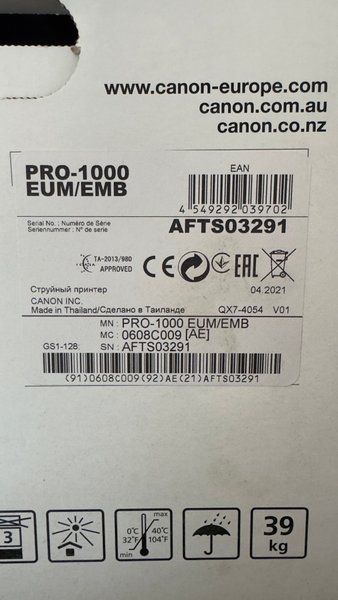 www.canon-europe.com
canon.com.au
canon.co.nz
PRO-1000
EUM/EMB
EAN
4 549292 039702
Serial No. : Numéro de Série
Seriennummer : Nº de serie
AFTS03291
TA-2013/980
APPROVED
CE
EAC
Струйный принтер
04.2021
CANON INC.
Made in Thailand/Сделано в Таиланде
QX7-4054 V01
MN : PRO-1000 EUM/EMB
MC : 0608C009 [AE]
GS1-128: SN : AFTS03291
(91)0608C009(92)AE(21)AFTS03291
3
max
0°C 40°C
32°F 104°F
min
39
kg